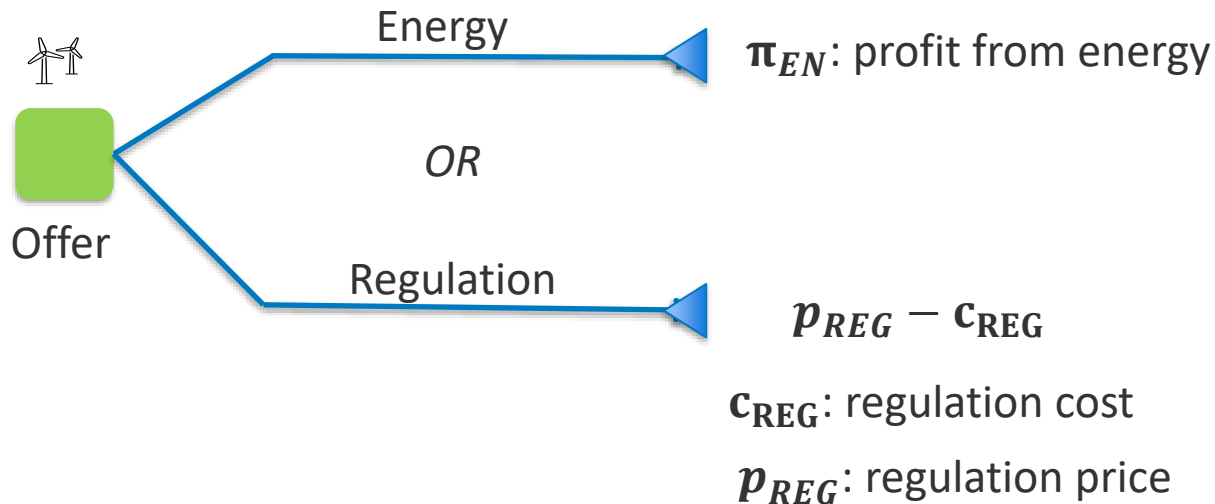 Energy
π_EN: profit from energy
OR
Offer
Regulation
p_REG − c_REG
c_REG: regulation cost
p_REG: regulation price